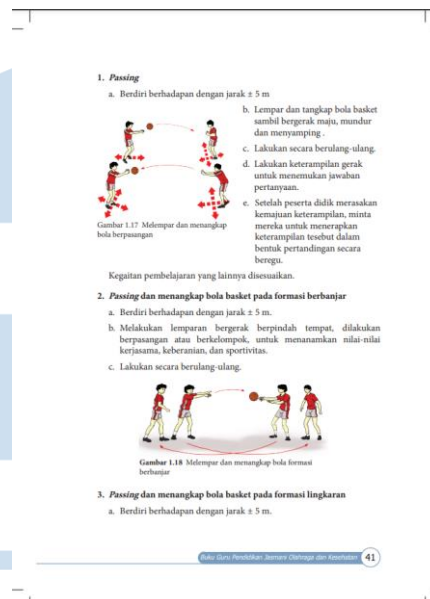 1. Passing
a. Berdiri berhadapan dengan jarak ± 5 m
b. Lempar dan tangkap bola basket
sambil bergerak maju, mundur
dan menyamping .
c. Lakukan secara berulang-ulang.
d. Lakukan keterampilan gerak
untuk menemukan jawaban
pertanyaan.
e. Setelah peserta didik merasakan
kemajuan keterampilan, minta
mereka untuk menerapkan
keterampilan tesebut dalam
bentuk pertandingan secara
beregu.
Gambar 1.17 Melempar dan menangkap
bola berpasangan
Kegaitan pembelajaran yang lainnya disesuaikan.
2. Passing dan menangkap bola basket pada formasi berbanjar
a. Berdiri berhadapan dengan jarak ± 5 m.
b. Melakukan lemparan bergerak berpindah tempat, dilakukan
berpasangan atau berkelompok, untuk menanamkan nilai-nilai
kerjasama, keberanian, dan sportivitas.
c. Lakukan secara berulang-ulang.
Gambar 1.18 Melempar dan menangkap bola formasi
berbanjar
3. Passing dan menangkap bola basket pada formasi lingkaran
a. Berdiri berhadapan dengan jarak ± 5 m.
Buku Guru Pendidikan Jasmani Olahraga dan Kesehatan 41